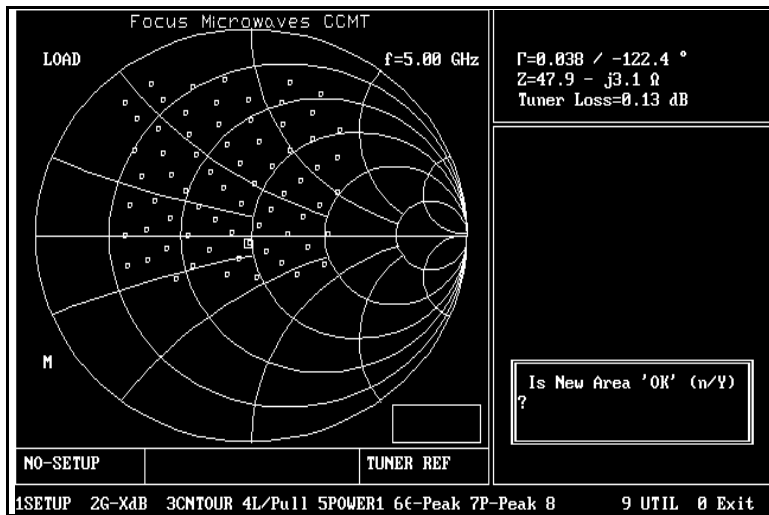 Focus Microwaves CCMT
LOAD
f=5.00 GHz
Γ=0.038 / -122.4 °
Z=47.9 - j3.1 Ω
Tuner Loss=0.13 dB
M
Is New Area 'OK' (n/Y)
?
NO-SETUP
TUNER REF
1SETUP 2G-XdB 3CNTOUR 4L/Pull 5POWER1 6€-Peak 7P-Peak 8 9 UTIL 0 Exit